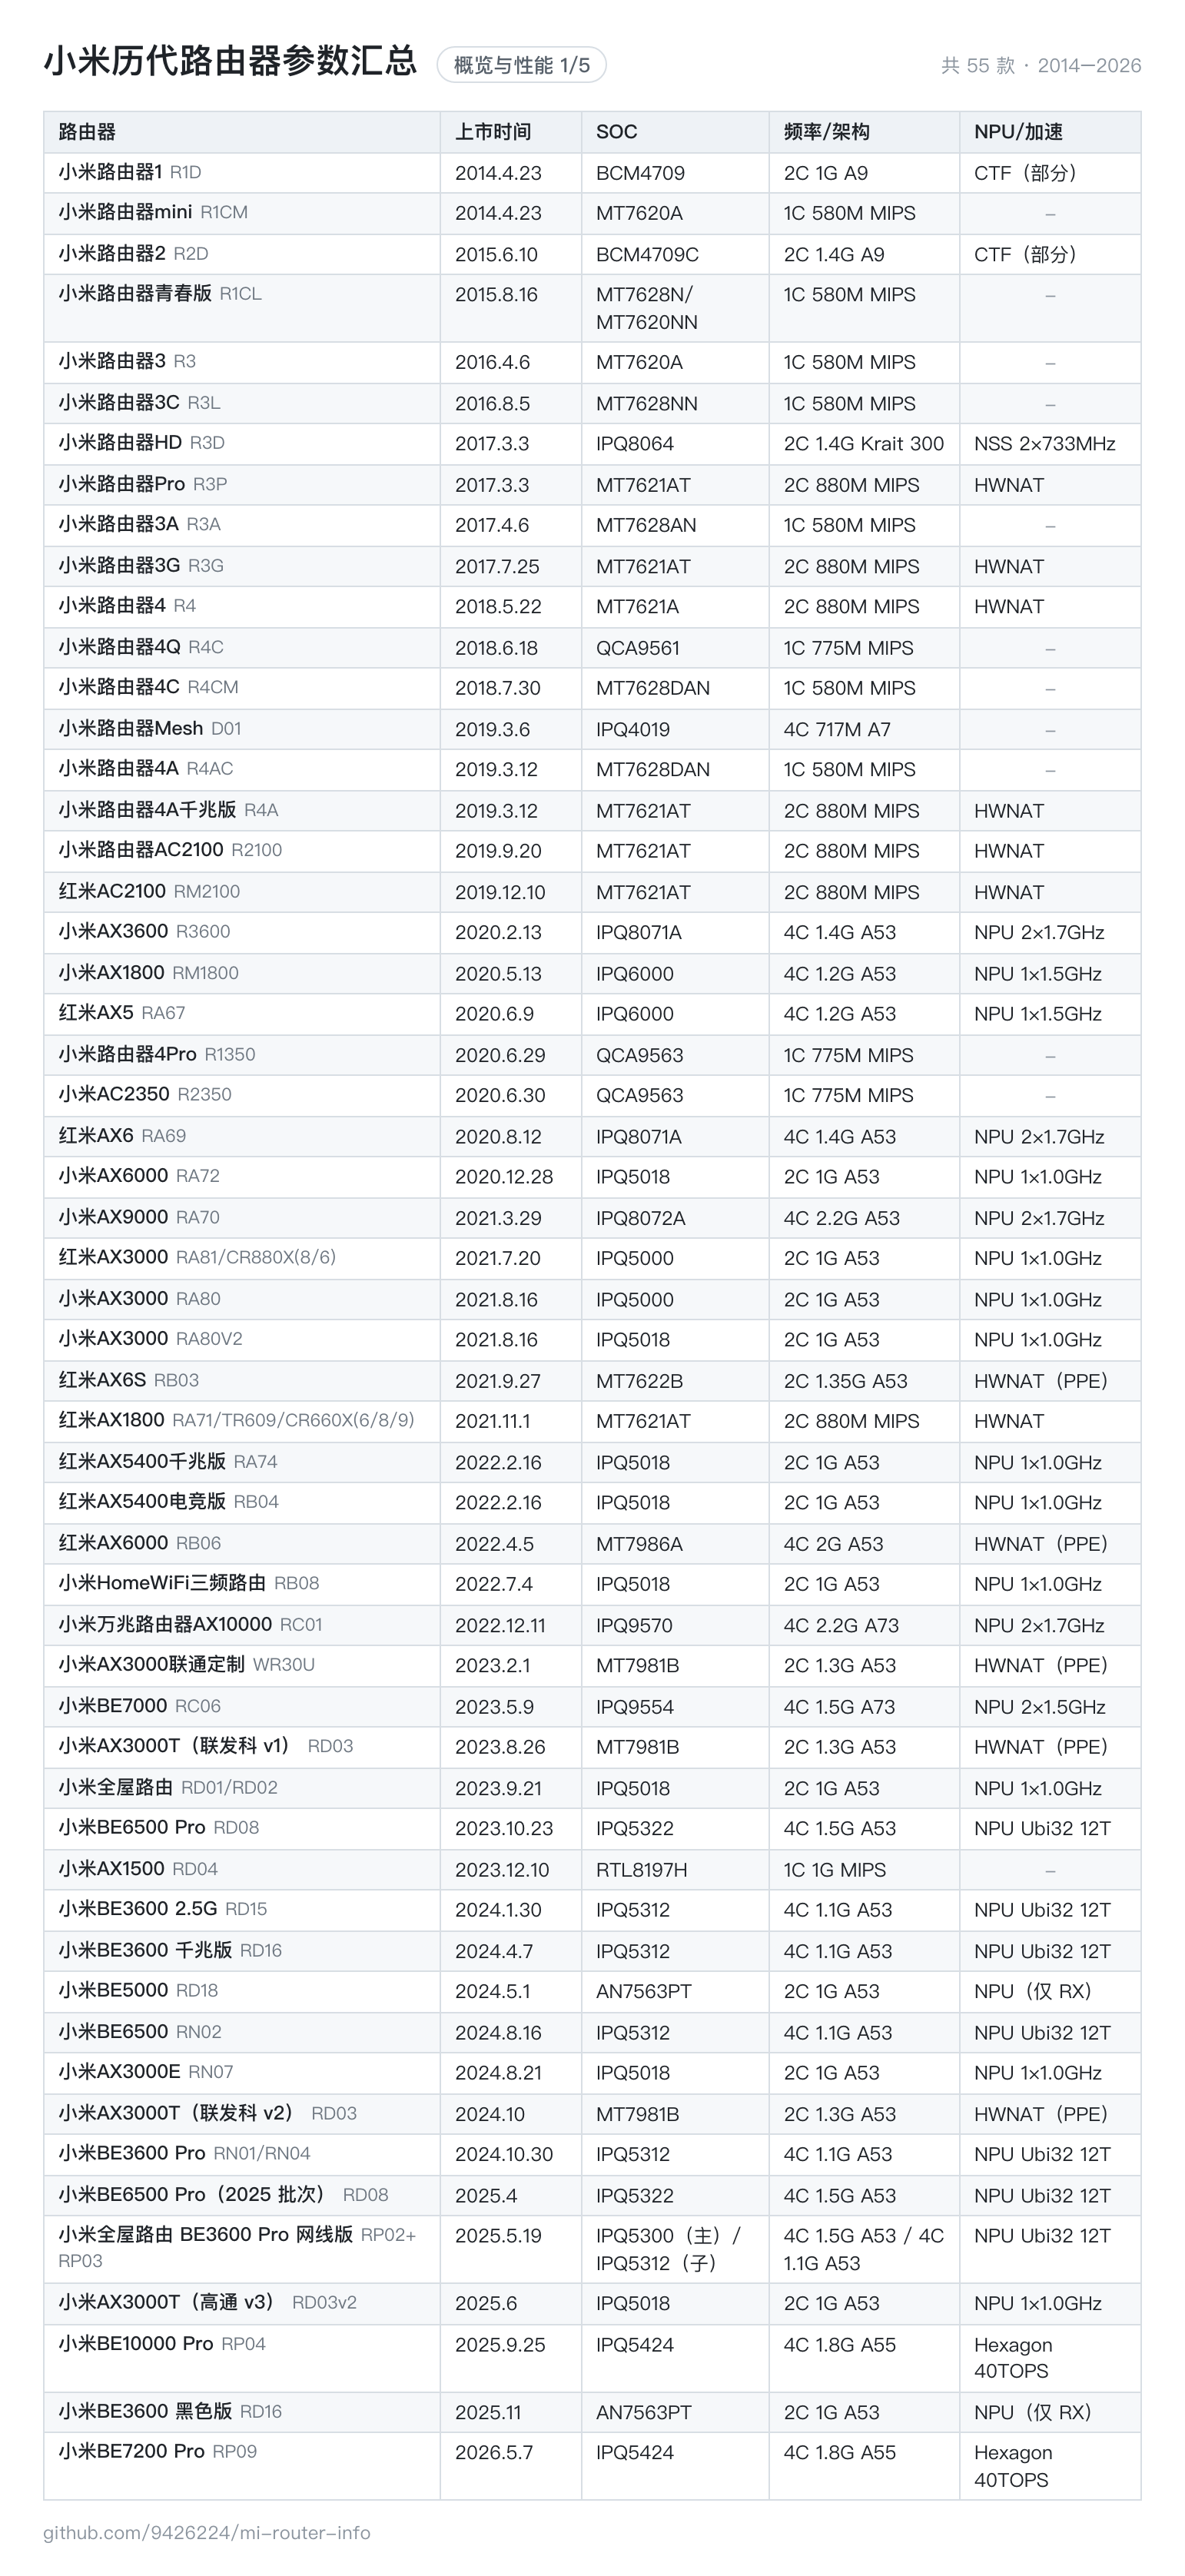 小米历代路由器参数汇总 概览与性能 1/5 共 55 款 · 2014—2026
路由器 上市时间 SOC 频率/架构 NPU/加速
小米路由器1 R1D 2014.4.23 BCM4709 2C 1G A9 CTF（部分）
小米路由器mini R1CM 2014.4.23 MT7620A 1C 580M MIPS –
小米路由器2 R2D 2015.6.10 BCM4709C 2C 1.4G A9 CTF（部分）
小米路由器青春版 R1CL 2015.8.16 MT7628N/ 1C 580M MIPS –
MT7620NN
小米路由器3 R3 2016.4.6 MT7620A 1C 580M MIPS –
小米路由器3C R3L 2016.8.5 MT7628NN 1C 580M MIPS –
小米路由器HD R3D 2017.3.3 IPQ8064 2C 1.4G Krait 300 NSS 2×733MHz
小米路由器Pro R3P 2017.3.3 MT7621AT 2C 880M MIPS HWNAT
小米路由器3A R3A 2017.4.6 MT7628AN 1C 580M MIPS –
小米路由器3G R3G 2017.7.25 MT7621AT 2C 880M MIPS HWNAT
小米路由器4 R4 2018.5.22 MT7621A 2C 880M MIPS HWNAT
小米路由器4Q R4C 2018.6.18 QCA9561 1C 775M MIPS –
小米路由器4C R4CM 2018.7.30 MT7628DAN 1C 580M MIPS –
小米路由器Mesh D01 2019.3.6 IPQ4019 4C 717M A7 –
小米路由器4A R4AC 2019.3.12 MT7628DAN 1C 580M MIPS –
小米路由器4A千兆版 R4A 2019.3.12 MT7621AT 2C 880M MIPS HWNAT
小米路由器AC2100 R2100 2019.9.20 MT7621AT 2C 880M MIPS HWNAT
红米AC2100 RM2100 2019.12.10 MT7621AT 2C 880M MIPS HWNAT
小米AX3600 R3600 2020.2.13 IPQ8071A 4C 1.4G A53 NPU 2×1.7GHz
小米AX1800 RM1800 2020.5.13 IPQ6000 4C 1.2G A53 NPU 1×1.5GHz
红米AX5 RA67 2020.6.9 IPQ6000 4C 1.2G A53 NPU 1×1.5GHz
小米路由器4Pro R1350 2020.6.29 QCA9563 1C 775M MIPS –
小米AC2350 R2350 2020.6.30 QCA9563 1C 775M MIPS –
红米AX6 RA69 2020.8.12 IPQ8071A 4C 1.4G A53 NPU 2×1.7GHz
小米AX6000 RA72 2020.12.28 IPQ5018 2C 1G A53 NPU 1×1.0GHz
小米AX9000 RA70 2021.3.29 IPQ8072A 4C 2.2G A53 NPU 2×1.7GHz
红米AX3000 RA81/CR880X(8/6) 2021.7.20 IPQ5000 2C 1G A53 NPU 1×1.0GHz
小米AX3000 RA80 2021.8.16 IPQ5000 2C 1G A53 NPU 1×1.0GHz
小米AX3000 RA80V2 2021.8.16 IPQ5018 2C 1G A53 NPU 1×1.0GHz
红米AX6S RB03 2021.9.27 MT7622B 2C 1.35G A53 HWNAT（PPE）
红米AX1800 RA71/TR609/CR660X(6/8/9) 2021.11.1 MT7621AT 2C 880M MIPS HWNAT
红米AX5400千兆版 RA74 2022.2.16 IPQ5018 2C 1G A53 NPU 1×1.0GHz
红米AX5400电竞版 RB04 2022.2.16 IPQ5018 2C 1G A53 NPU 1×1.0GHz
红米AX6000 RB06 2022.4.5 MT7986A 4C 2G A53 HWNAT（PPE）
小米HomeWiFi三频路由 RB08 2022.7.4 IPQ5018 2C 1G A53 NPU 1×1.0GHz
小米万兆路由器AX10000 RC01 2022.12.11 IPQ9570 4C 2.2G A73 NPU 2×1.7GHz
小米AX3000联通定制 WR30U 2023.2.1 MT7981B 2C 1.3G A53 HWNAT（PPE）
小米BE7000 RC06 2023.5.9 IPQ9554 4C 1.5G A73 NPU 2×1.5GHz
小米AX3000T（联发科 v1） RD03 2023.8.26 MT7981B 2C 1.3G A53 HWNAT（PPE）
小米全屋路由 RD01/RD02 2023.9.21 IPQ5018 2C 1G A53 NPU 1×1.0GHz
小米BE6500 Pro RD08 2023.10.23 IPQ5322 4C 1.5G A53 NPU Ubi32 12T
小米AX1500 RD04 2023.12.10 RTL8197H 1C 1G MIPS –
小米BE3600 2.5G RD15 2024.1.30 IPQ5312 4C 1.1G A53 NPU Ubi32 12T
小米BE3600 千兆版 RD16 2024.4.7 IPQ5312 4C 1.1G A53 NPU Ubi32 12T
小米BE5000 RD18 2024.5.1 AN7563PT 2C 1G A53 NPU（仅 RX）
小米BE6500 RN02 2024.8.16 IPQ5312 4C 1.1G A53 NPU Ubi32 12T
小米AX3000E RN07 2024.8.21 IPQ5018 2C 1G A53 NPU 1×1.0GHz
小米AX3000T（联发科 v2） RD03 2024.10 MT7981B 2C 1.3G A53 HWNAT（PPE）
小米BE3600 Pro RN01/RN04 2024.10.30 IPQ5312 4C 1.1G A53 NPU Ubi32 12T
小米BE6500 Pro（2025 批次） RD08 2025.4 IPQ5322 4C 1.5G A53 NPU Ubi32 12T
小米全屋路由 BE3600 Pro 网线版 RP02+ 2025.5.19 IPQ5300（主）/ 4C 1.5G A53 / 4C NPU Ubi32 12T
RP03 IPQ5312（子） 1.1G A53
小米AX3000T（高通 v3） RD03v2 2025.6 IPQ5018 2C 1G A53 NPU 1×1.0GHz
小米BE10000 Pro RP04 2025.9.25 IPQ5424 4C 1.8G A55 Hexagon
40TOPS
小米BE3600 黑色版 RD16 2025.11 AN7563PT 2C 1G A53 NPU（仅 RX）
小米BE7200 Pro RP09 2026.5.7 IPQ5424 4C 1.8G A55 Hexagon
40TOPS
github.com/9426224/mi-router-info